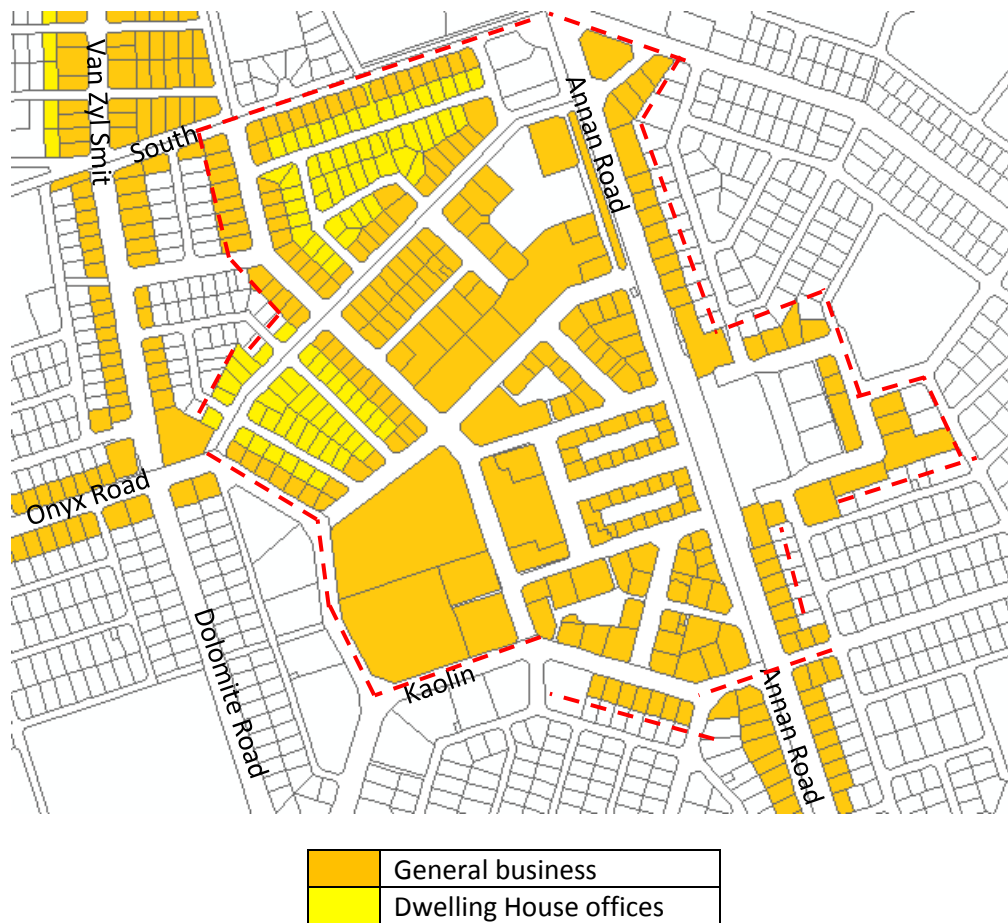 Van Zyl Smit
South
Annan Road
Onyx Road
Dolomite Road
Kaolin
Annan Road
General business
Dwelling House offices